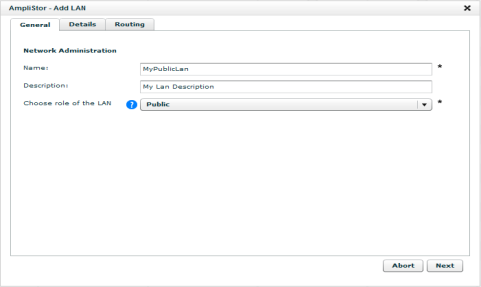 AmpliStor - Add LAN
General Details Routing
Network Administration
Name: MyPublicLan *
Description: My Lan Description
Choose role of the LAN ? Public *
Abort Next